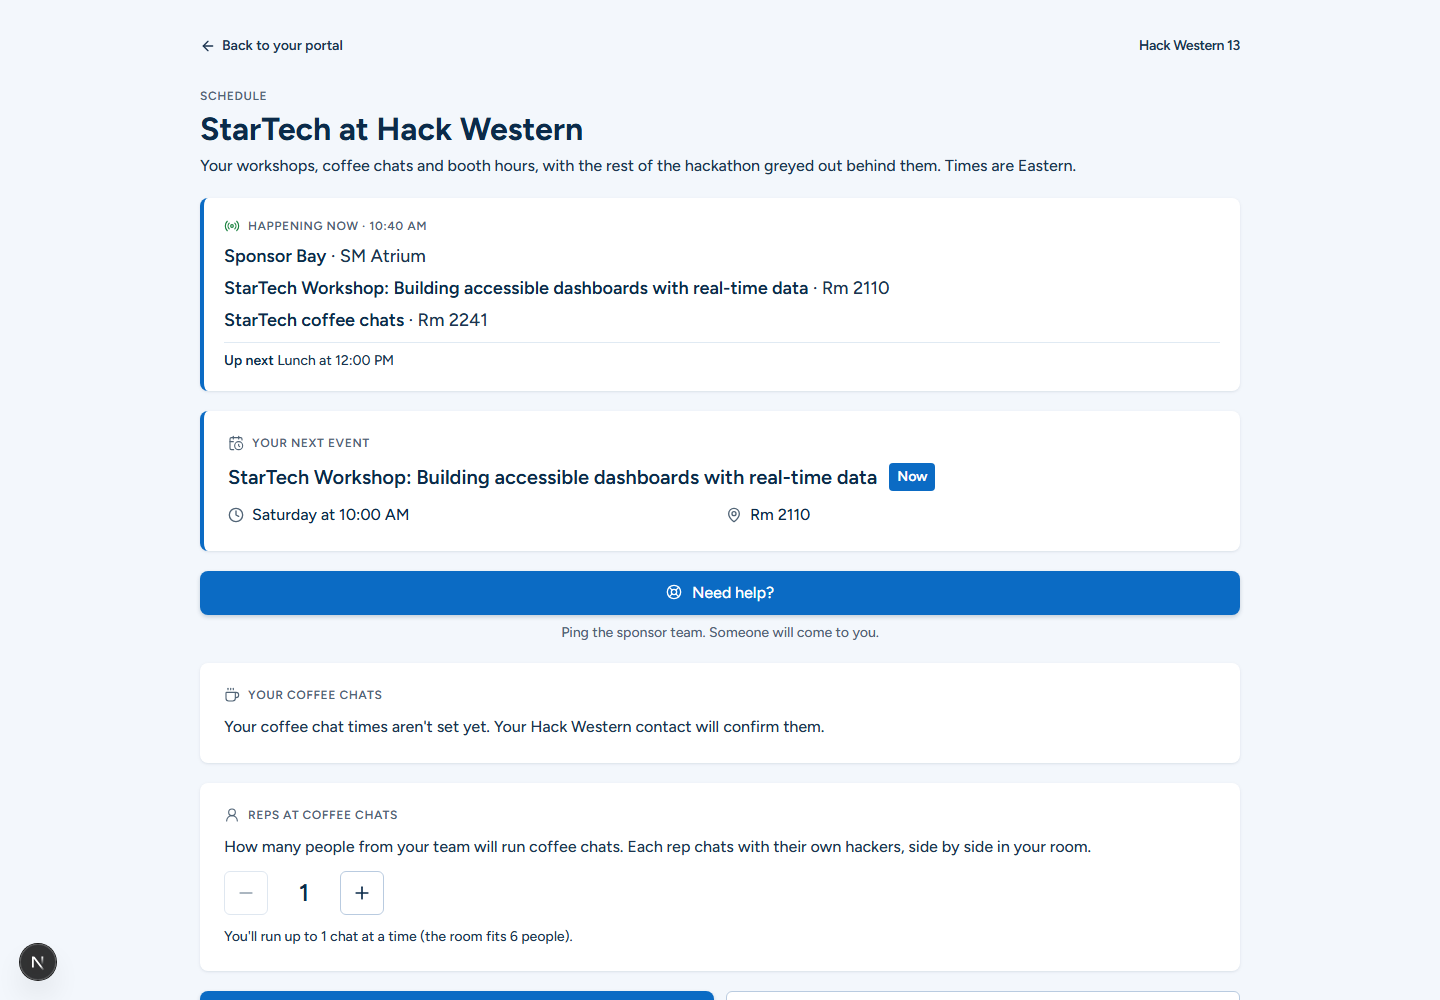 Back to your portal
Hack Western 13
SCHEDULE
StarTech at Hack Western
Your workshops, coffee chats and booth hours, with the rest of the hackathon greyed out behind them. Times are Eastern.
HAPPENING NOW · 10:40 AM
Sponsor Bay · SM Atrium
StarTech Workshop: Building accessible dashboards with real-time data · Rm 2110
StarTech coffee chats · Rm 2241
Up next Lunch at 12:00 PM
YOUR NEXT EVENT
StarTech Workshop: Building accessible dashboards with real-time data Now
Saturday at 10:00 AM
Rm 2110
Need help?
Ping the sponsor team. Someone will come to you.
YOUR COFFEE CHATS
Your coffee chat times aren't set yet. Your Hack Western contact will confirm them.
REPS AT COFFEE CHATS
How many people from your team will run coffee chats. Each rep chats with their own hackers, side by side in your room.
− 1 +
You'll run up to 1 chat at a time (the room fits 6 people).
N